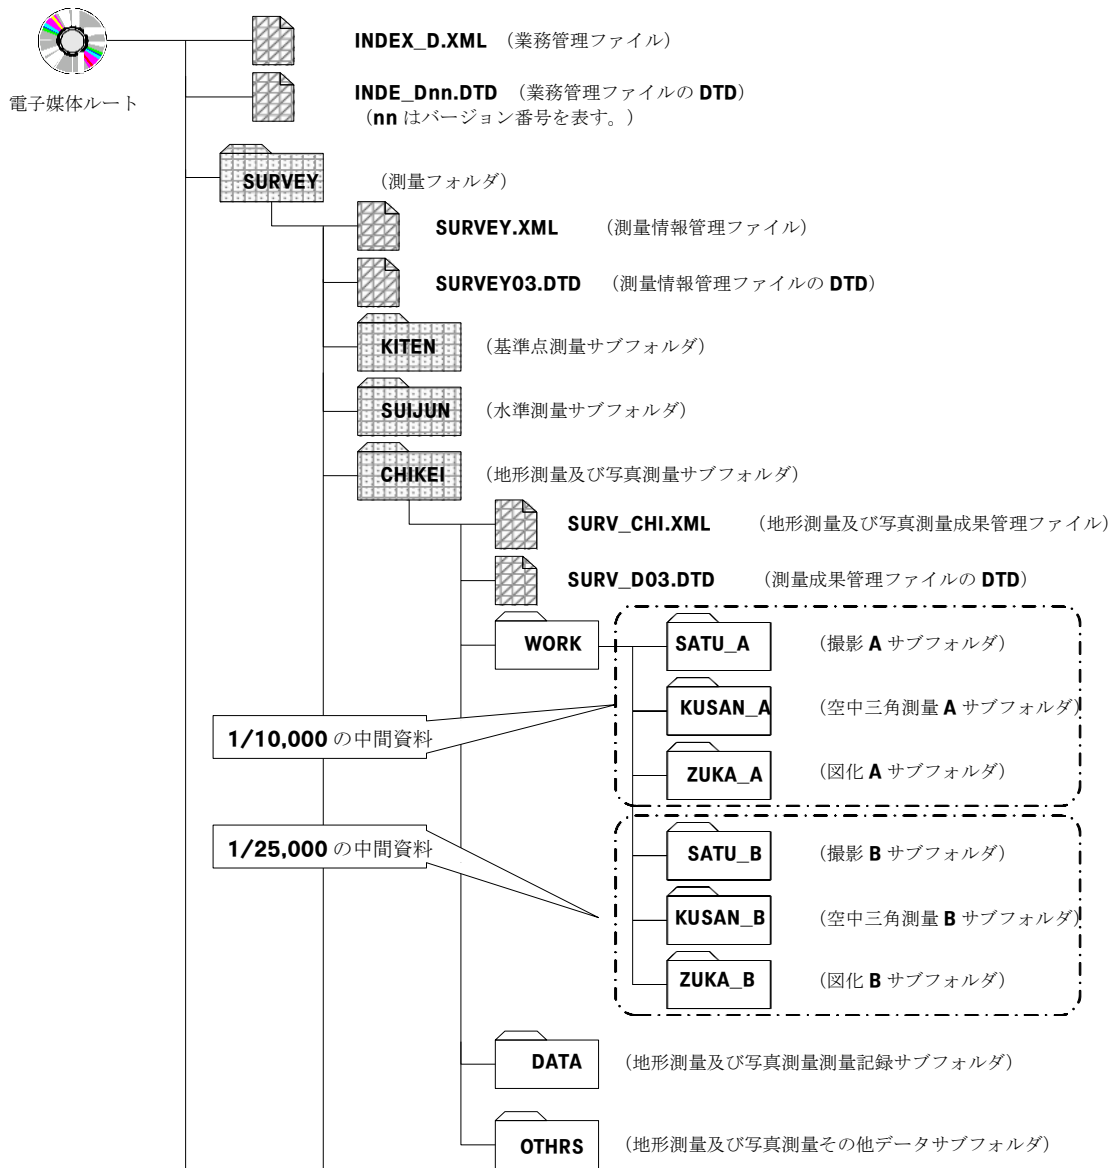 INDEX_D.XML （業務管理ファイル）
電子媒体ルート
INDE_Dnn.DTD （業務管理ファイルの DTD）
（nn はバージョン番号を表す。）
SURVEY （測量フォルダ）
SURVEY.XML （測量情報管理ファイル）
SURVEY03.DTD （測量情報管理ファイルの DTD）
KITEN （基準点測量サブフォルダ）
SUIJUN （水準測量サブフォルダ）
CHIKEI （地形測量及び写真測量サブフォルダ）
SURV_CHI.XML （地形測量及び写真測量成果管理ファイル）
SURV_D03.DTD （測量成果管理ファイルの DTD）
WORK
SATU_A （撮影 A サブフォルダ）
KUSAN_A （空中三角測量 A サブフォルダ）
1/10,000 の中間資料
ZUKA_A （図化 A サブフォルダ）
1/25,000 の中間資料
SATU_B （撮影 B サブフォルダ）
KUSAN_B （空中三角測量 B サブフォルダ）
ZUKA_B （図化 B サブフォルダ）
DATA （地形測量及び写真測量測量記録サブフォルダ）
OTHRS （地形測量及び写真測量その他データサブフォルダ）